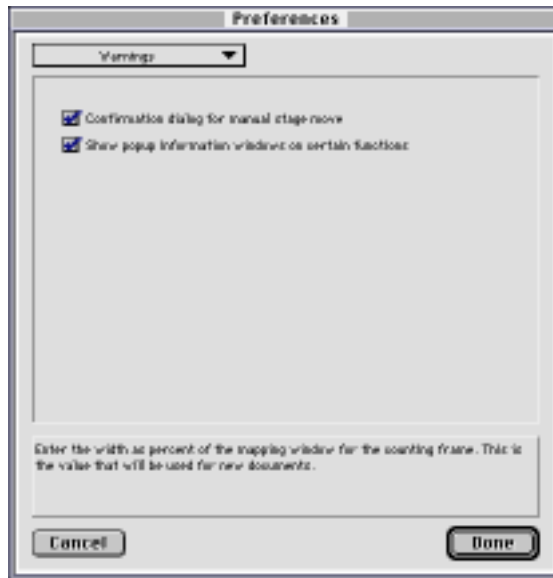 Preferences
Warnings
Confirmation dialog for manual stage move
Show popup information windows on certain functions
Enter the width as percent of the mapping window for the counting frame. This is
the value that will be used for new documents.
Cancel
Done